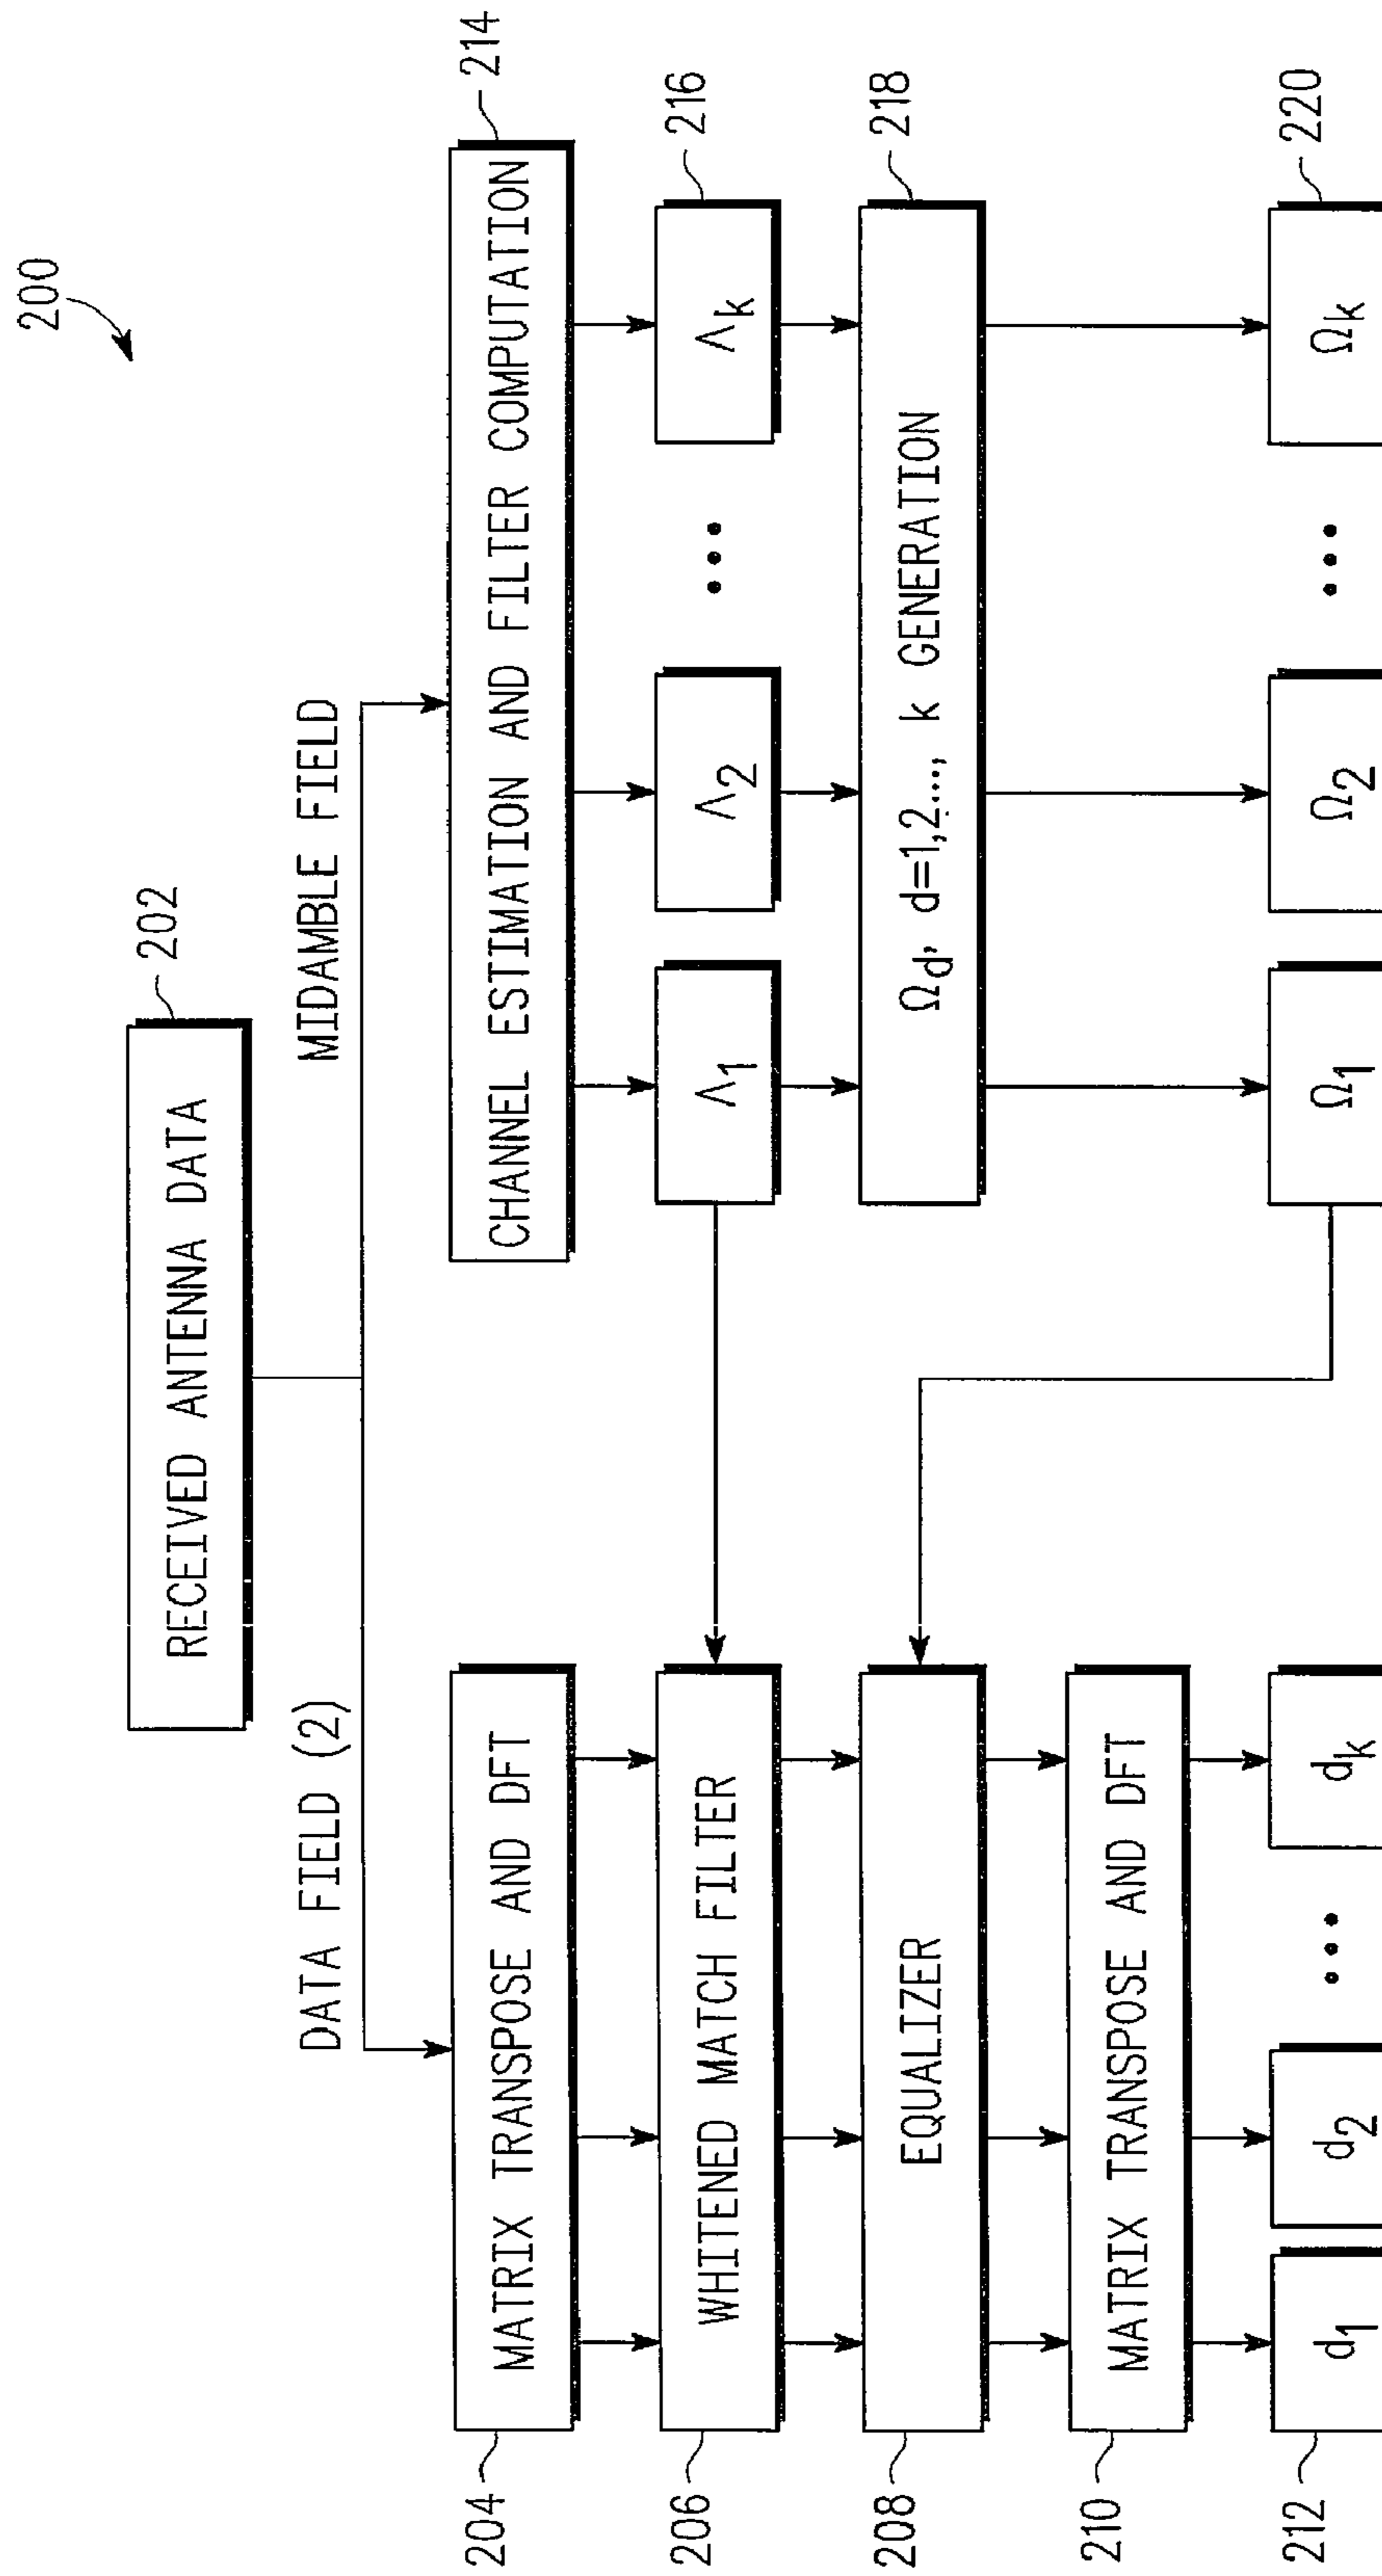 200
202
RECEIVED ANTENNA DATA
DATA FIELD (2)
MIDAMBLE FIELD
204
MATRIX TRANSPOSE AND DFT
CHANNEL ESTIMATION AND FILTER COMPUTATION
214
206
WHITENED MATCH FILTER
Λ1
Λ2
•••
Λk
216
208
EQUALIZER
Ωd, d=1,2..., k GENERATION
218
210
MATRIX TRANSPOSE AND DFT
212
d1
d2
•••
dk
Ω1
Ω2
•••
Ωk
220